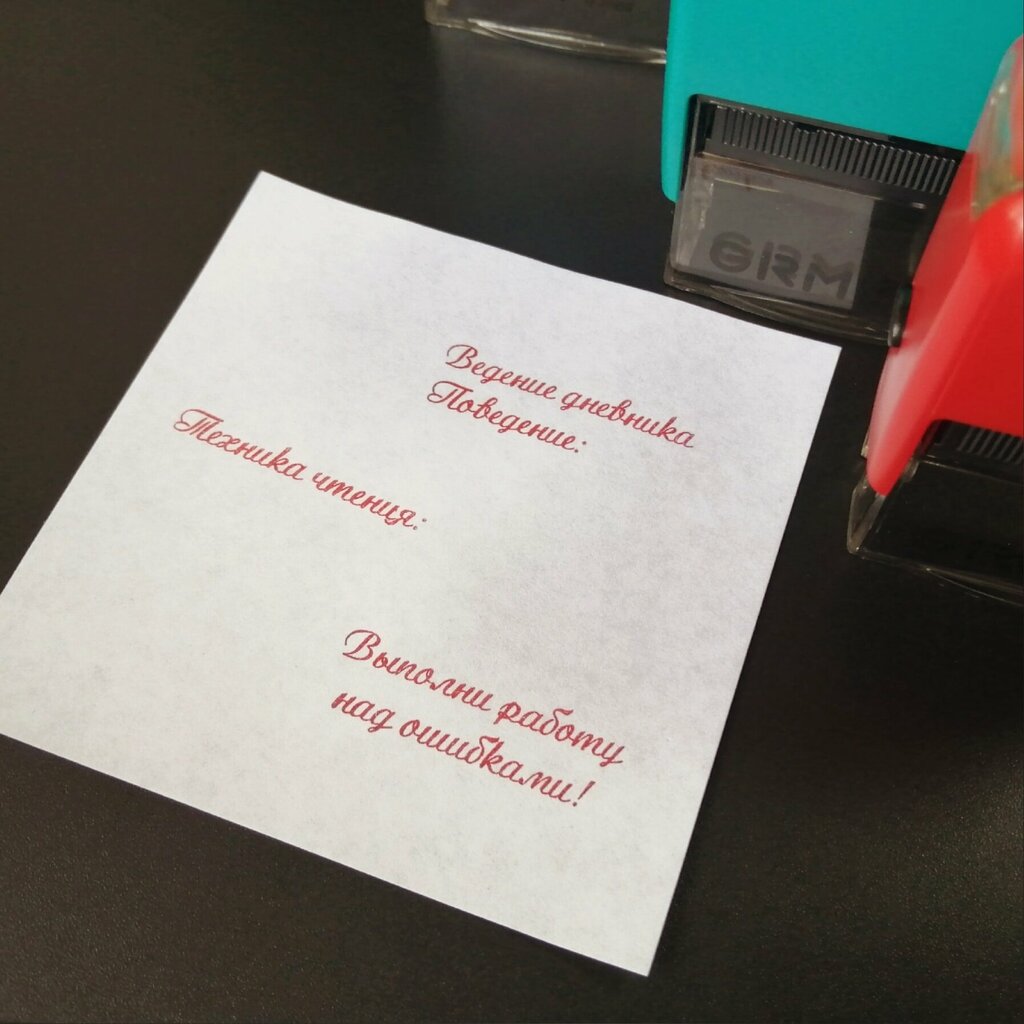 GRM
Ведение дневника
Поведение:
Техника чтения:
Выполни работу
над ошибками!